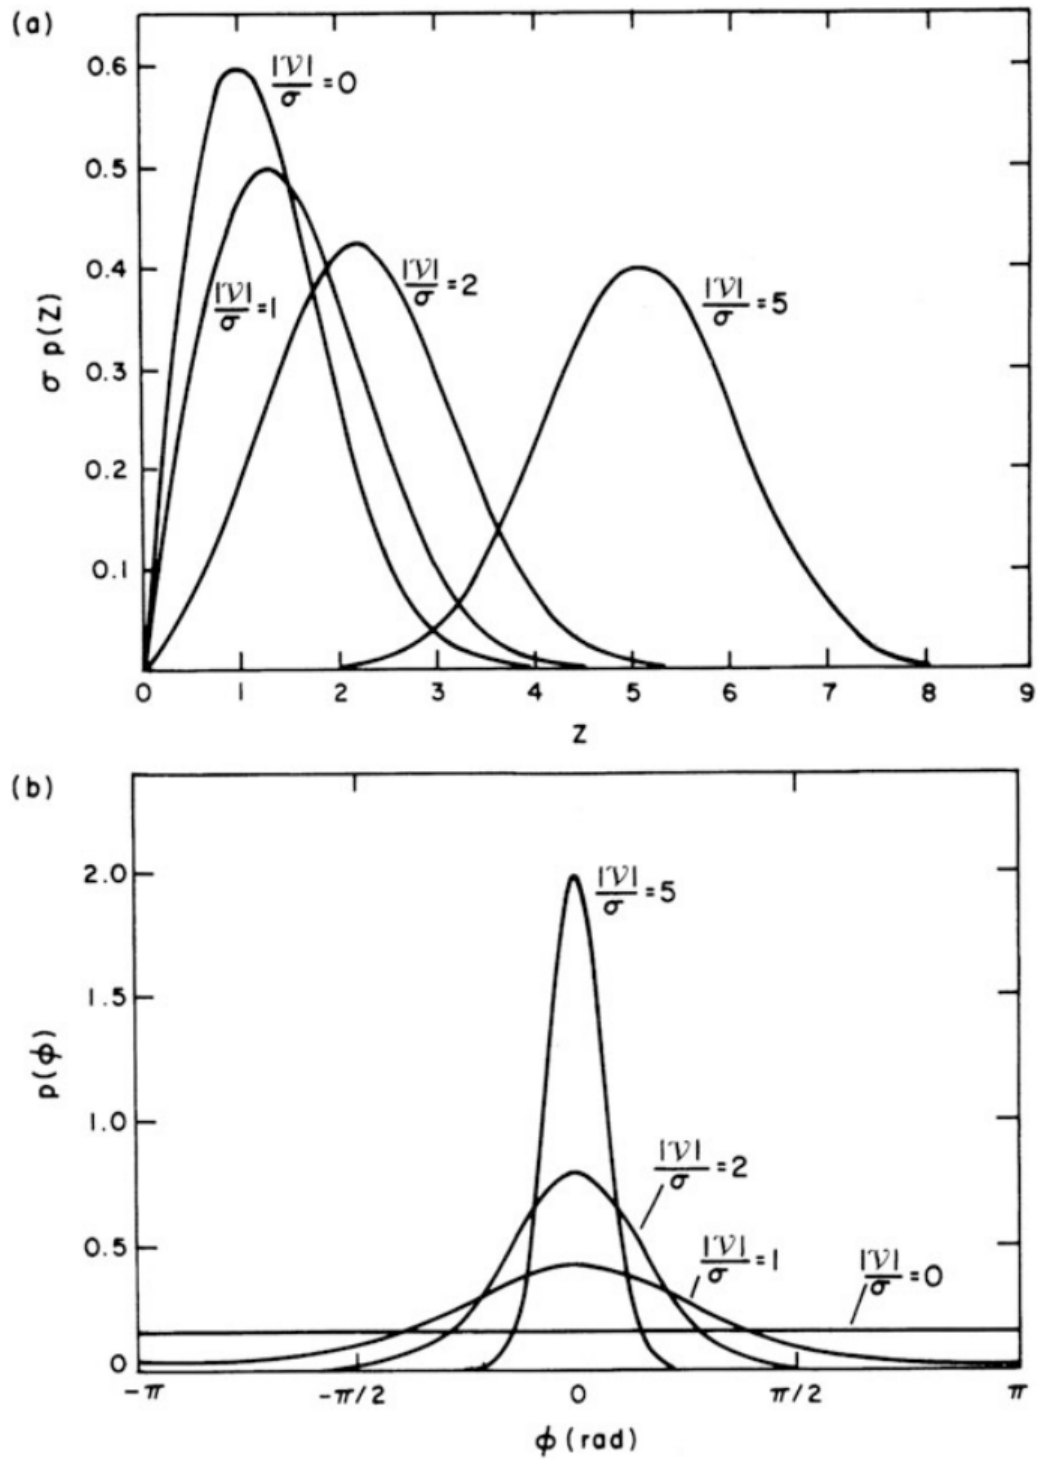 (a)
0.6
|𝒱|/σ = 0
0.5
0.4
|𝒱|/σ = 1
|𝒱|/σ = 2
|𝒱|/σ = 5
σ p(Z)
0.3
0.2
0.1
0 1 2 3 4 5 6 7 8 9
Z
(b)
2.0
|𝒱|/σ = 5
1.5
p(ϕ)
1.0
|𝒱|/σ = 2
0.5
|𝒱|/σ = 1
|𝒱|/σ = 0
0
-π -π/2 0 π/2 π
ϕ (rad)